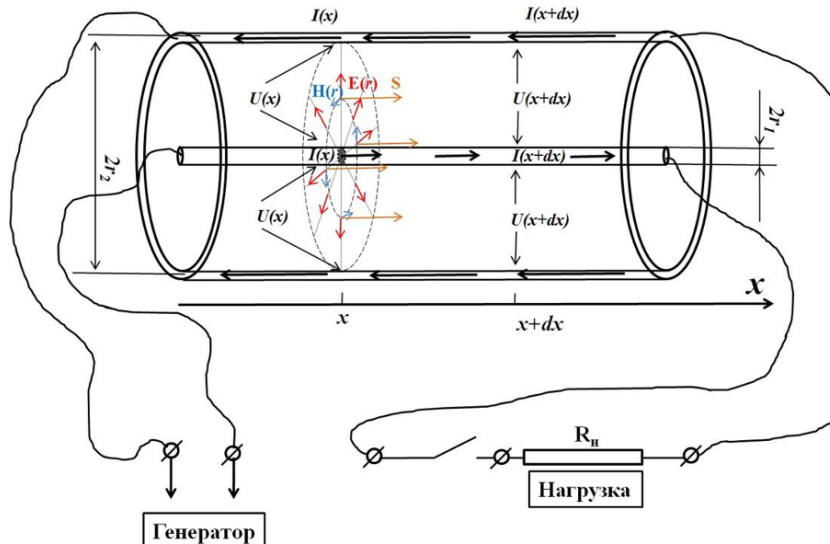 I(x) I(x+dx)
H(r) E(r) S
U(x) U(x+dx)
2r₂
I(x) I(x+dx)
2r₁
U(x) U(x+dx)
x
x x+dx
Rн
Нагрузка
Генератор